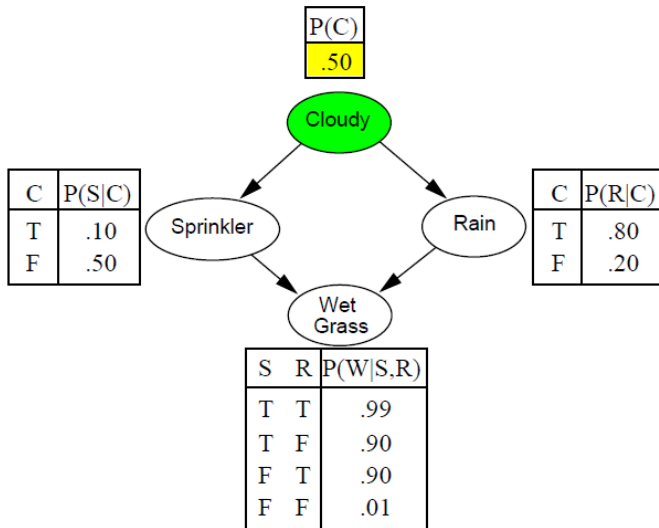 P(C)
.50
Cloudy
C P(S|C)
T .10
F .50
Sprinkler
Rain
C P(R|C)
T .80
F .20
Wet
Grass
S R P(W|S,R)
T T .99
T F .90
F T .90
F F .01